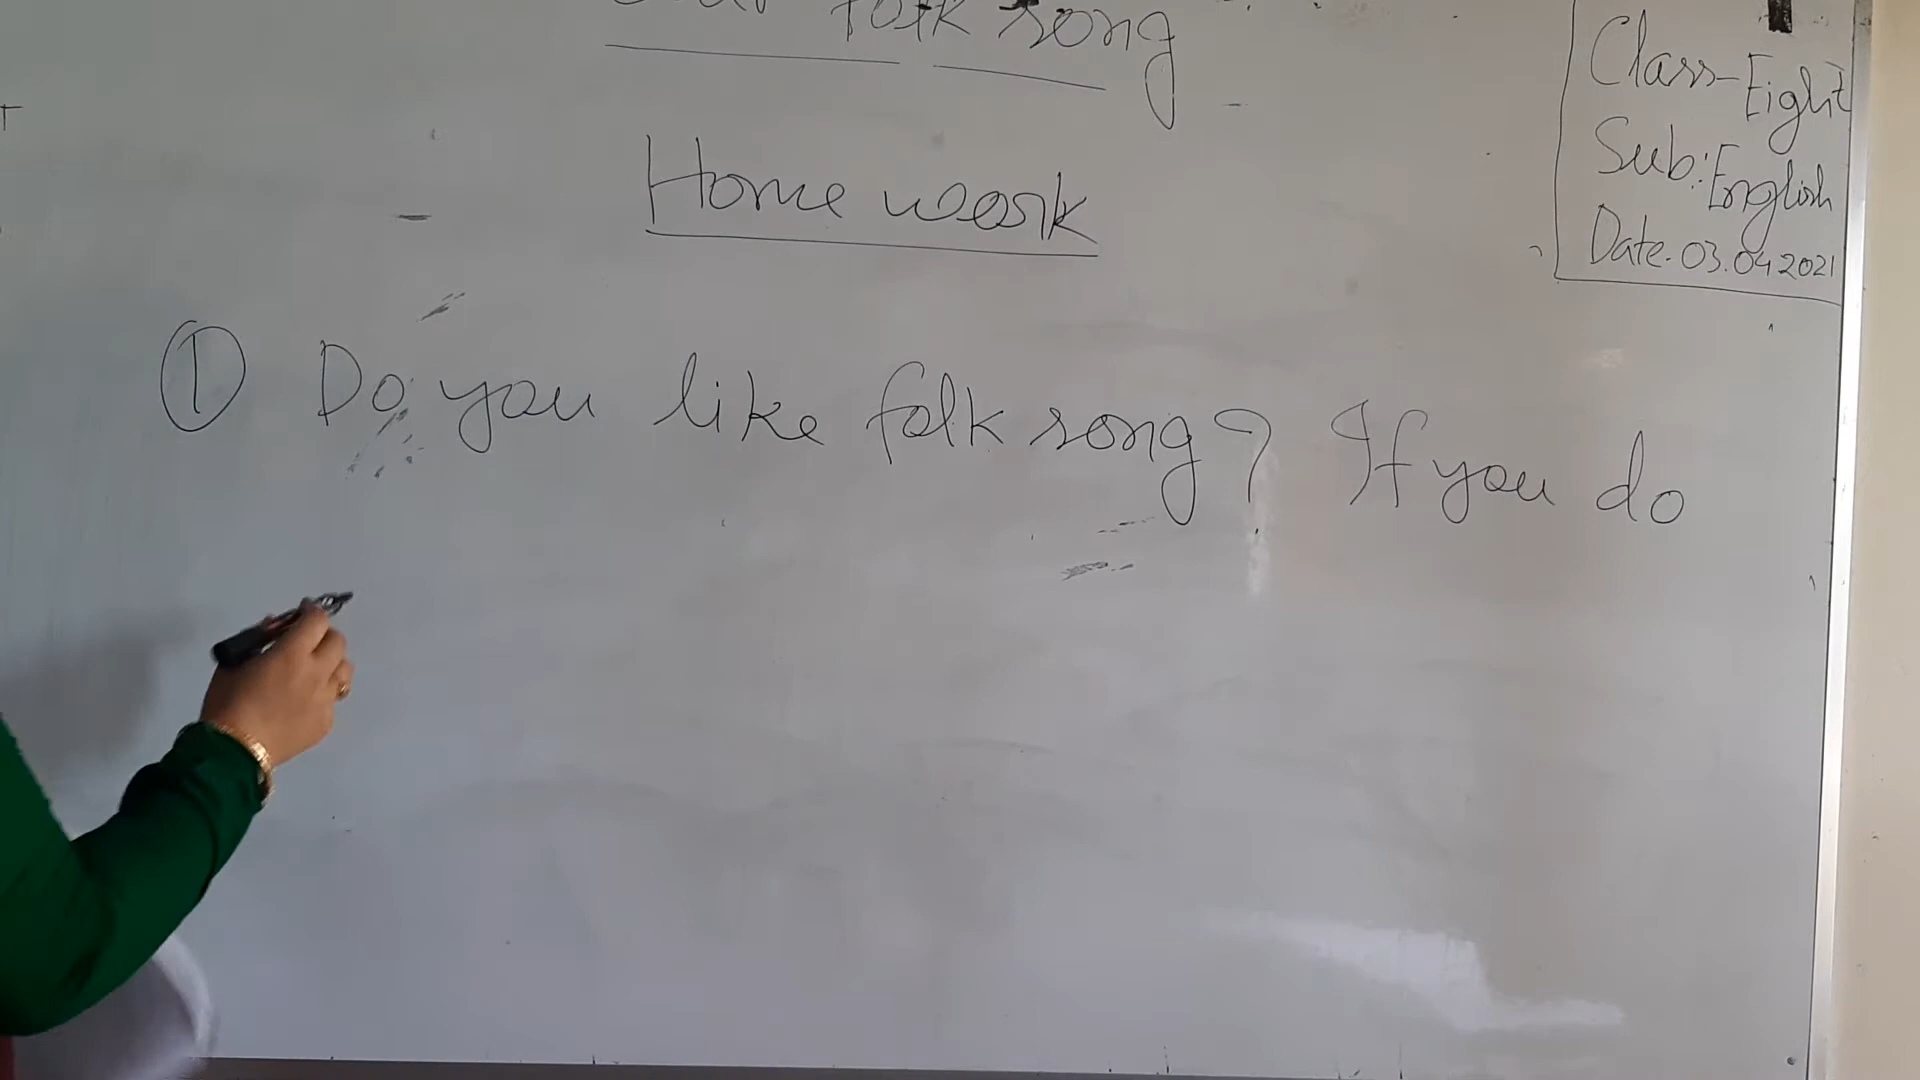 folk song
Class-Eight
Sub: English
Date. 03.04 2021
Home work
① Do you like folk song? If you do